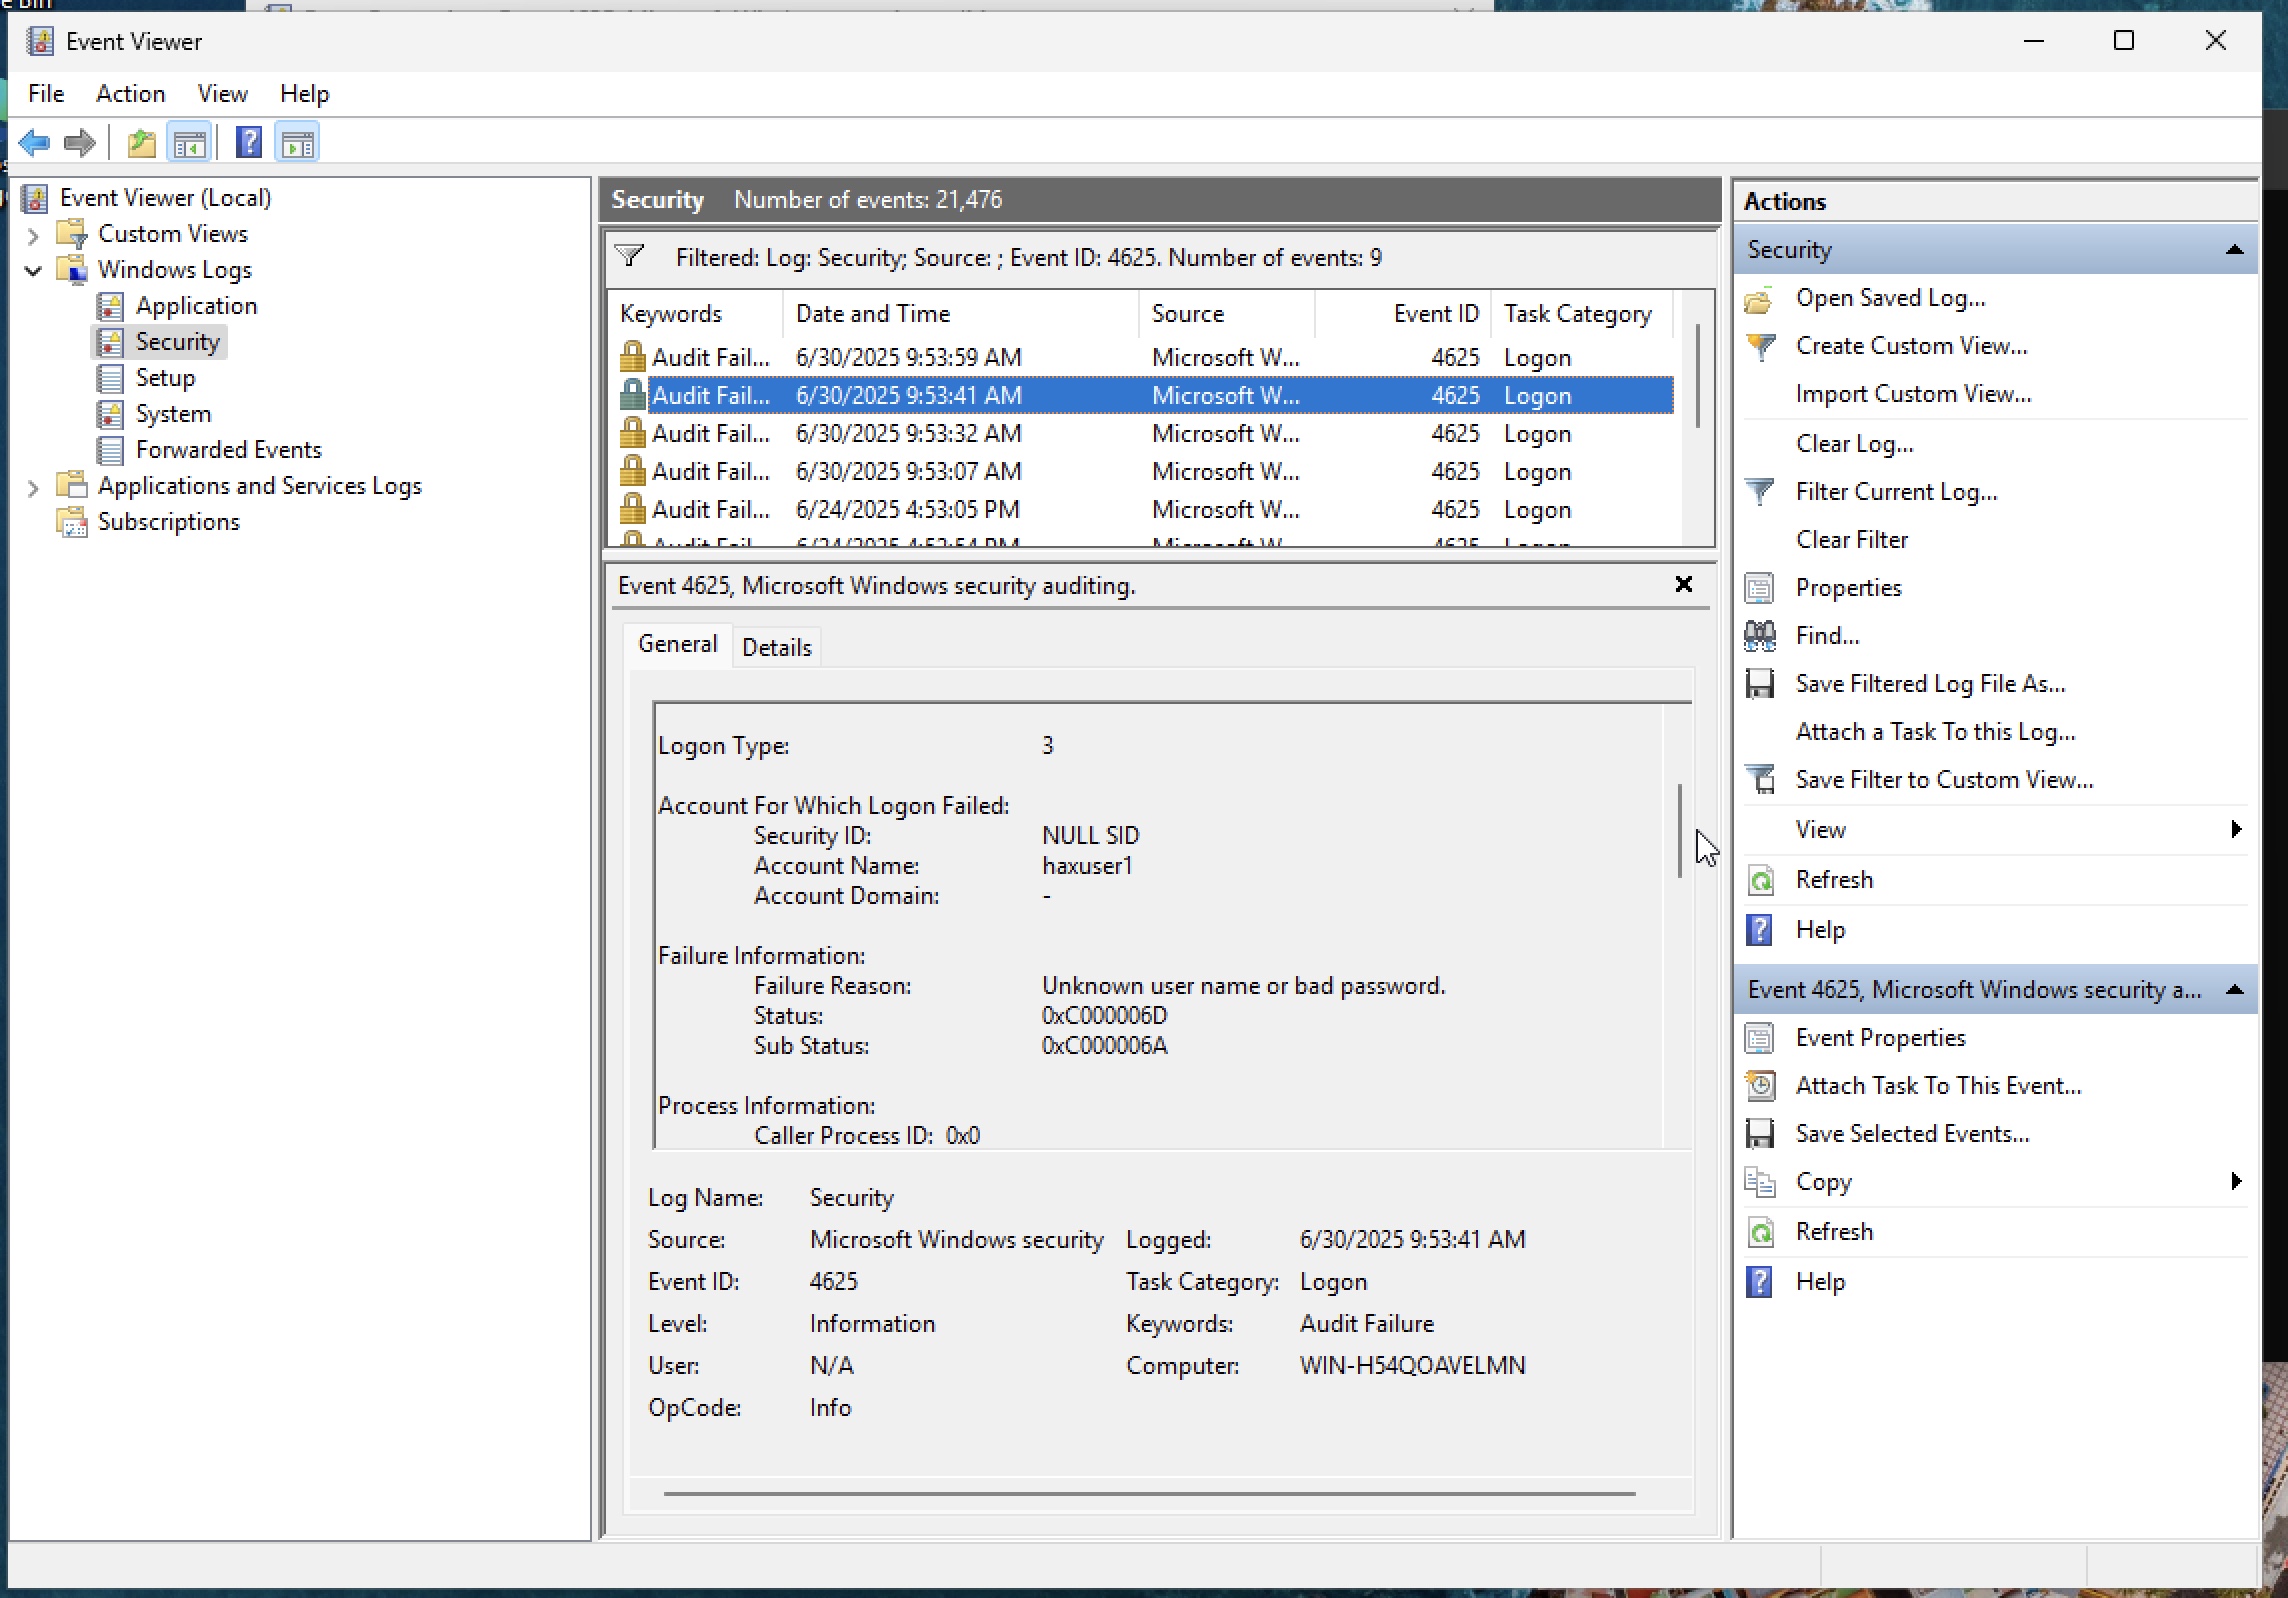 Event Viewer
File Action View Help
Event Viewer (Local)
Custom Views
Windows Logs
Application
Security
Setup
System
Forwarded Events
Applications and Services Logs
Subscriptions
Security Number of events: 21,476
Filtered: Log: Security; Source: ; Event ID: 4625. Number of events: 9
Keywords Date and Time Source Event ID Task Category
Audit Fail... 6/30/2025 9:53:59 AM Microsoft W... 4625 Logon
Audit Fail... 6/30/2025 9:53:41 AM Microsoft W... 4625 Logon
Audit Fail... 6/30/2025 9:53:32 AM Microsoft W... 4625 Logon
Audit Fail... 6/30/2025 9:53:07 AM Microsoft W... 4625 Logon
Audit Fail... 6/24/2025 4:53:05 PM Microsoft W... 4625 Logon
Event 4625, Microsoft Windows security auditing.
General Details
Logon Type: 3
Account For Which Logon Failed:
Security ID: NULL SID
Account Name: haxuser1
Account Domain: -
Failure Information:
Failure Reason: Unknown user name or bad password.
Status: 0xC000006D
Sub Status: 0xC000006A
Process Information:
Caller Process ID: 0x0
Log Name: Security
Source: Microsoft Windows security Logged: 6/30/2025 9:53:41 AM
Event ID: 4625 Task Category: Logon
Level: Information Keywords: Audit Failure
User: N/A Computer: WIN-H54QOAVELMN
OpCode: Info
Actions
Security
Open Saved Log...
Create Custom View...
Import Custom View...
Clear Log...
Filter Current Log...
Clear Filter
Properties
Find...
Save Filtered Log File As...
Attach a Task To this Log...
Save Filter to Custom View...
View
Refresh
Help
Event 4625, Microsoft Windows security a...
Event Properties
Attach Task To This Event...
Save Selected Events...
Copy
Refresh
Help